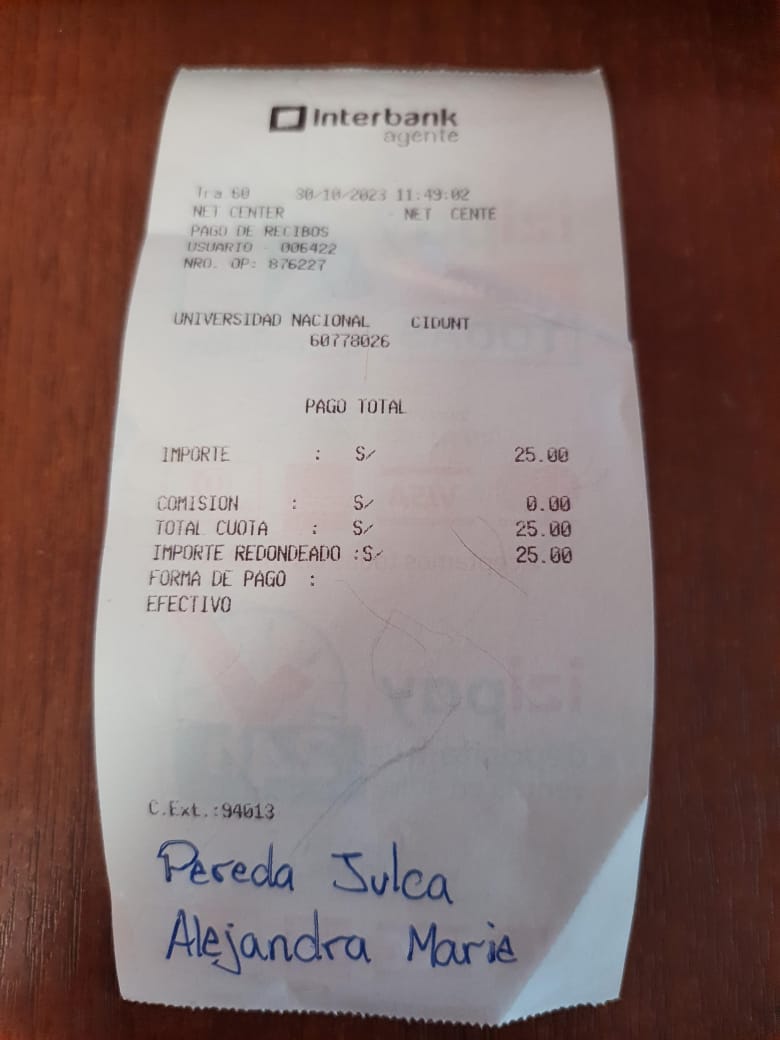 Interbank
agente
Tra 60 30/10/2023 11:49:02
NET CENTER - NET CENTE
PAGO DE RECIBOS
USUARIO - 006422
NRO. OP: 876227
UNIVERSIDAD NACIONAL CIDUNT
60778026
PAGO TOTAL
IMPORTE : S/ 25.00
COMISION : S/ 0.00
TOTAL CUOTA : S/ 25.00
IMPORTE REDONDEADO :S/ 25.00
FORMA DE PAGO :
EFECTIVO
izipay
C.Ext.:94013
Pereda Julca
Alejandra Marie